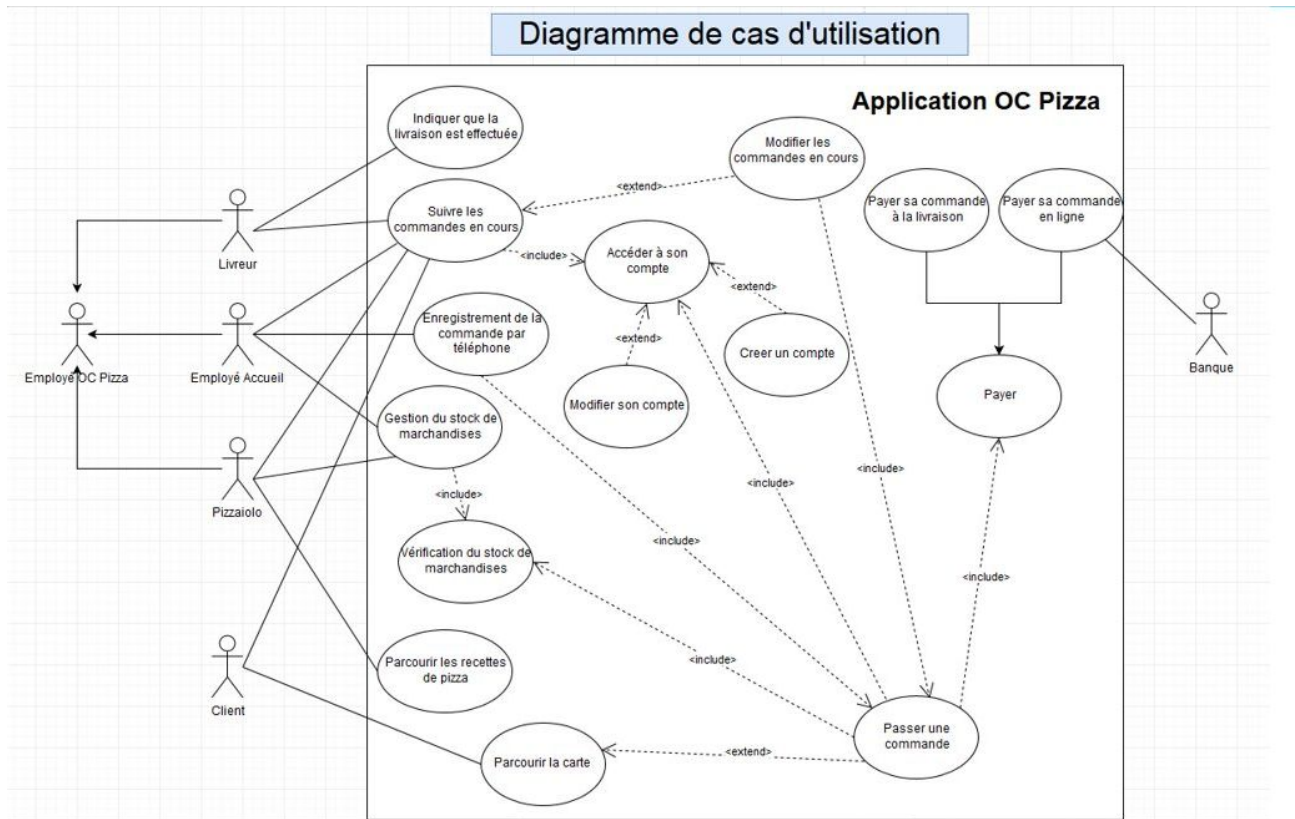 Diagramme de cas d'utilisation
Application OC Pizza
Indiquer que la
livraison est effectuée
Modifier les
commandes en cours
<extend>
Payer sa commande
à la livraison
Payer sa commande
en ligne
Suivre les
commandes en cours
Livreur
<include>
Accéder à son
compte
<extend>
Enregistrement de la
commande par
téléphone
<extend>
Creer un compte
Employé OC Pizza
Employé Accueil
Banque
Payer
Modifier son compte
Gestion du stock de
marchandises
<include>
<include>
<include>
Pizzaiolo
<include>
Vérification du stock de
marchandises
<include>
<include>
Parcourir les recettes
de pizza
Client
Passer une
commande
<extend>
Parcourir la carte